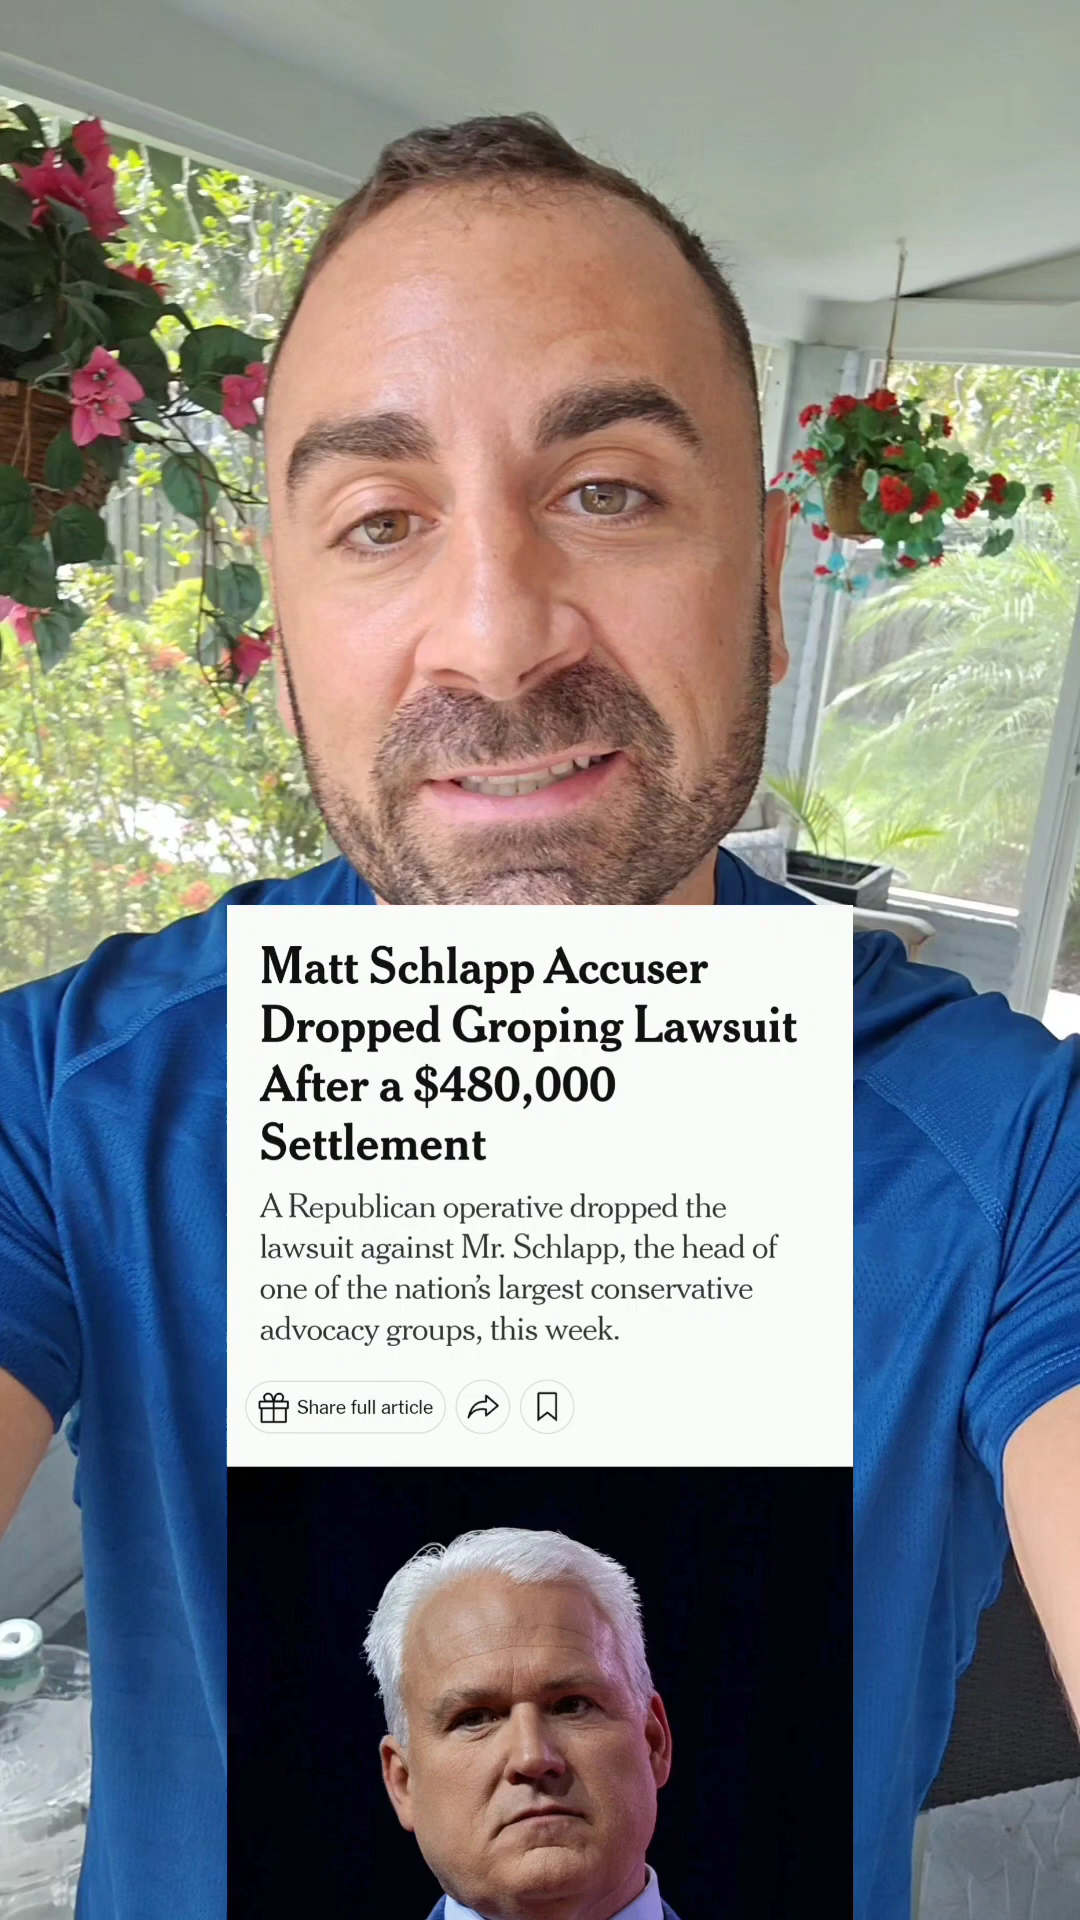 Matt Schlapp Accuser
Dropped Groping Lawsuit
After a $480,000
Settlement
A Republican operative dropped the
lawsuit against Mr. Schlapp, the head of
one of the nation’s largest conservative
advocacy groups, this week.
Share full article